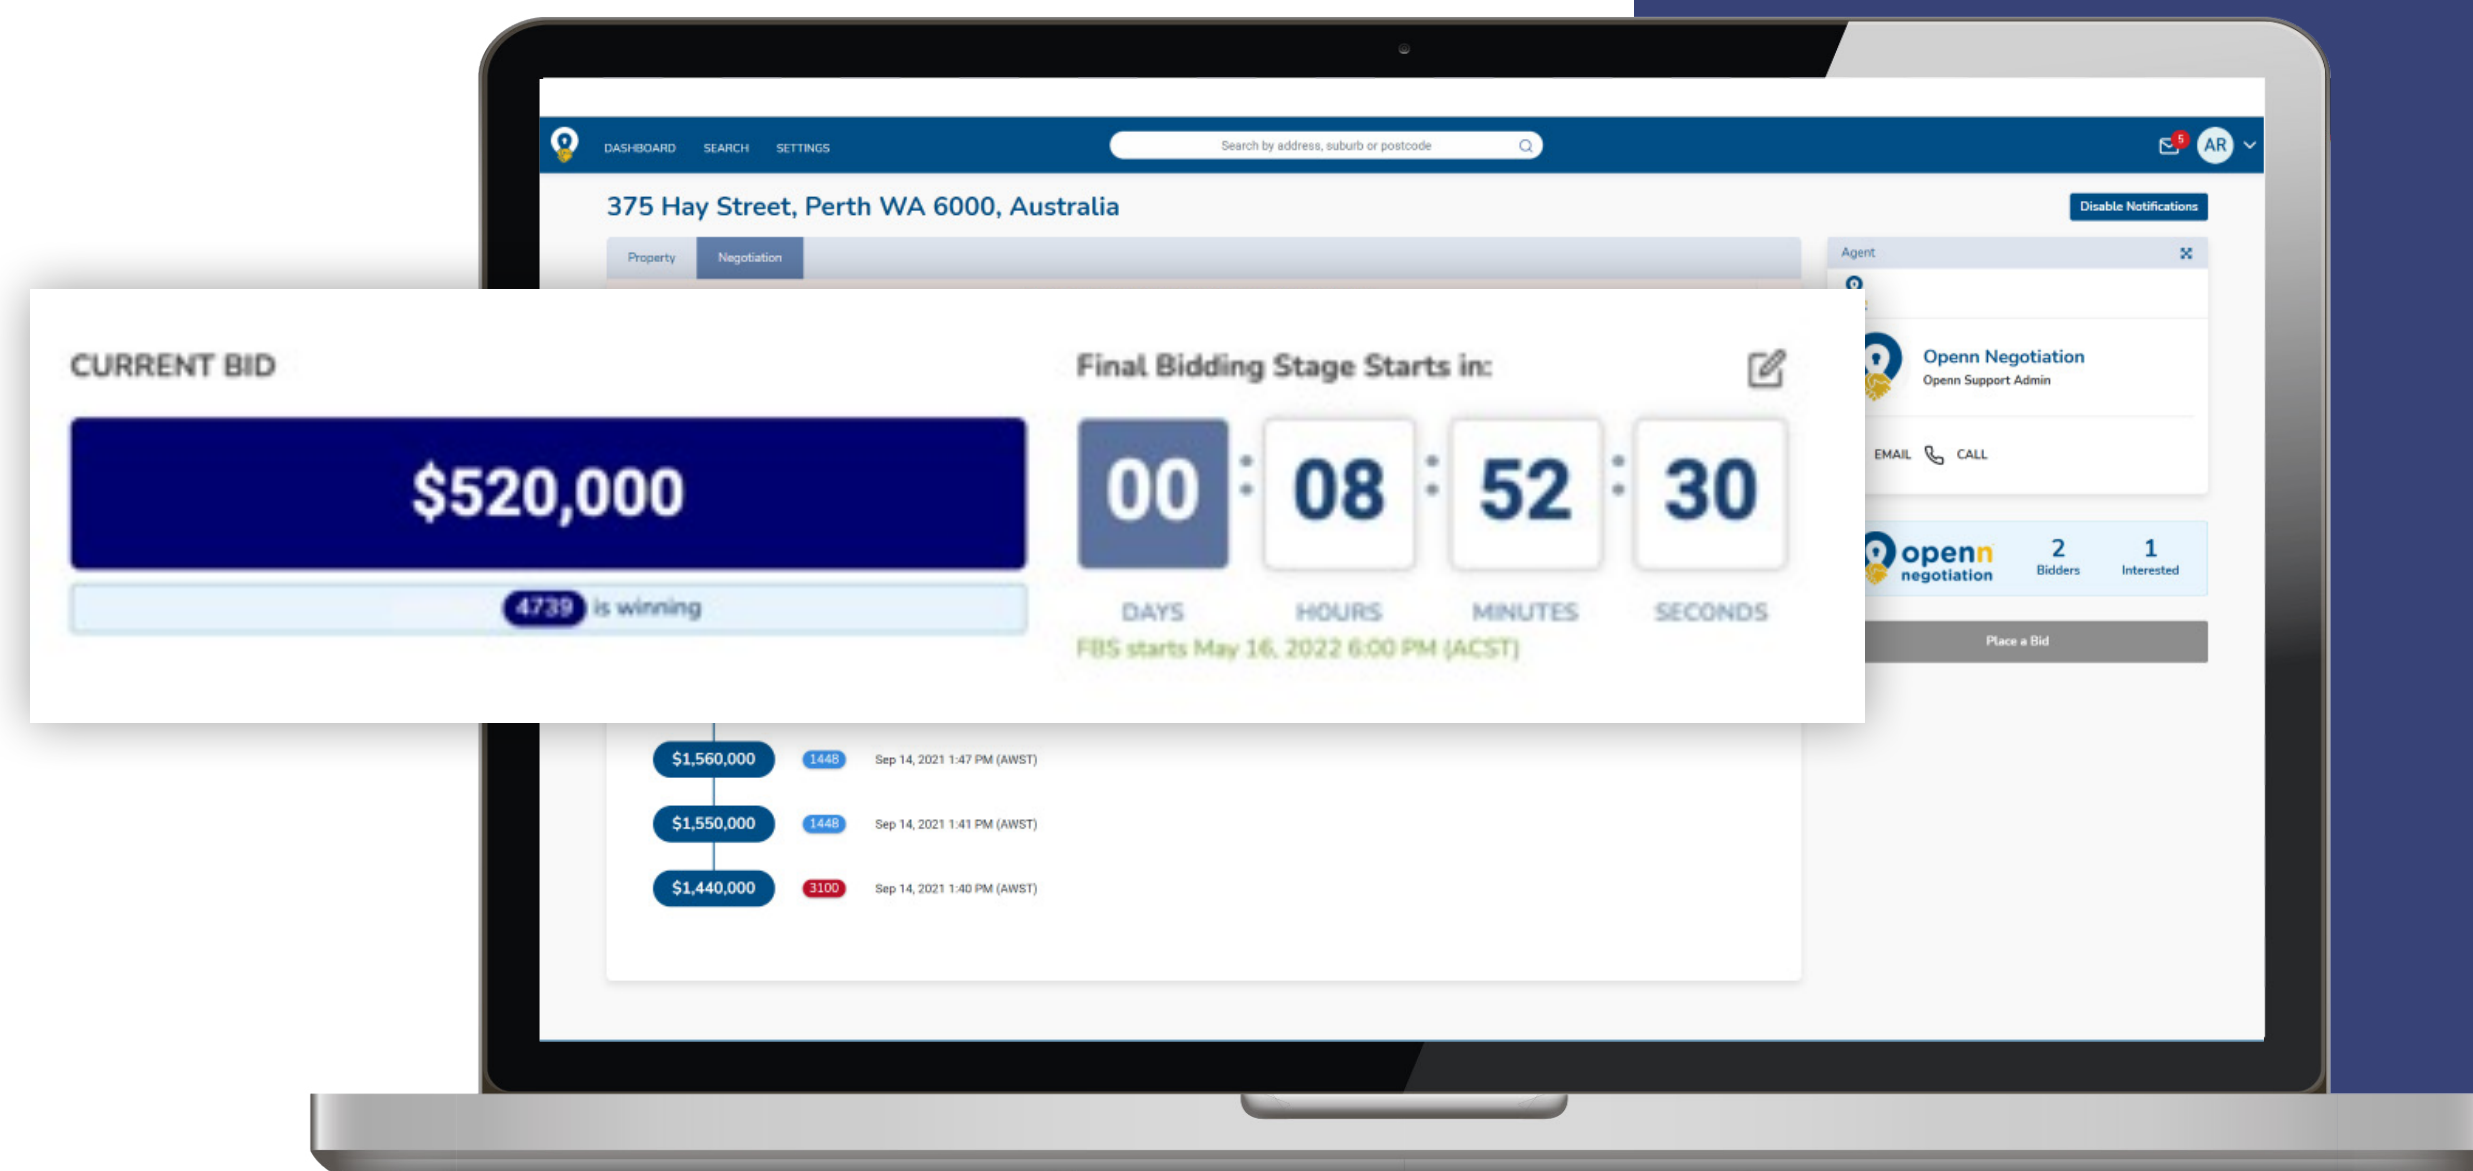 DASHBOARD SEARCH SETTINGS Search by address, suburb or postcode 5 AR
375 Hay Street, Perth WA 6000, Australia
Disable Notifications
Property Negotiation
Agent
CURRENT BID
$520,000
4739 is winning
Final Bidding Stage Starts in:
00 : 08 : 52 : 30
DAYS HOURS MINUTES SECONDS
FBS starts May 16, 2022 6:00 PM (ACST)
Openn Negotiation
Openn Support Admin
EMAIL CALL
openn
negotiation
2 1
Bidders Interested
Place a Bid
$1,560,000 1448 Sep 14, 2021 1:47 PM (AWST)
$1,550,000 1448 Sep 14, 2021 1:41 PM (AWST)
$1,440,000 3100 Sep 14, 2021 1:40 PM (AWST)